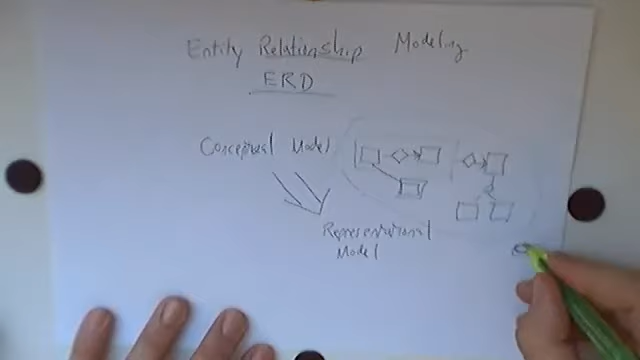 Entity Relationship Modeling
ERD
Conceptual Model
Representational
Model